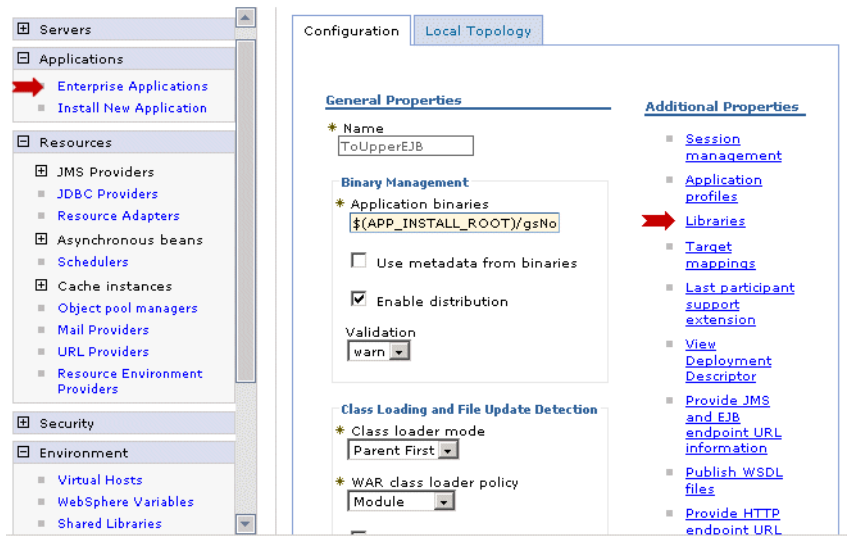 Servers
Applications
Enterprise Applications
Install New Application
Resources
JMS Providers
JDBC Providers
Resource Adapters
Asynchronous beans
Schedulers
Cache instances
Object pool managers
Mail Providers
URL Providers
Resource Environment
Providers
Security
Environment
Virtual Hosts
WebSphere Variables
Shared Libraries
Configuration
Local Topology
General Properties
Name
ToUpperEJB
Binary Management
Application binaries
$(APP_INSTALL_ROOT)/gsNo
Use metadata from binaries
Enable distribution
Validation
warn
Class Loading and File Update Detection
Class loader mode
Parent First
WAR class loader policy
Module
Additional Properties
Session
management
Application
profiles
Libraries
Target
mappings
Last participant
support
extension
View
Deployment
Descriptor
Provide JMS
and EJB
endpoint URL
information
Publish WSDL
files
Provide HTTP
endpoint URL